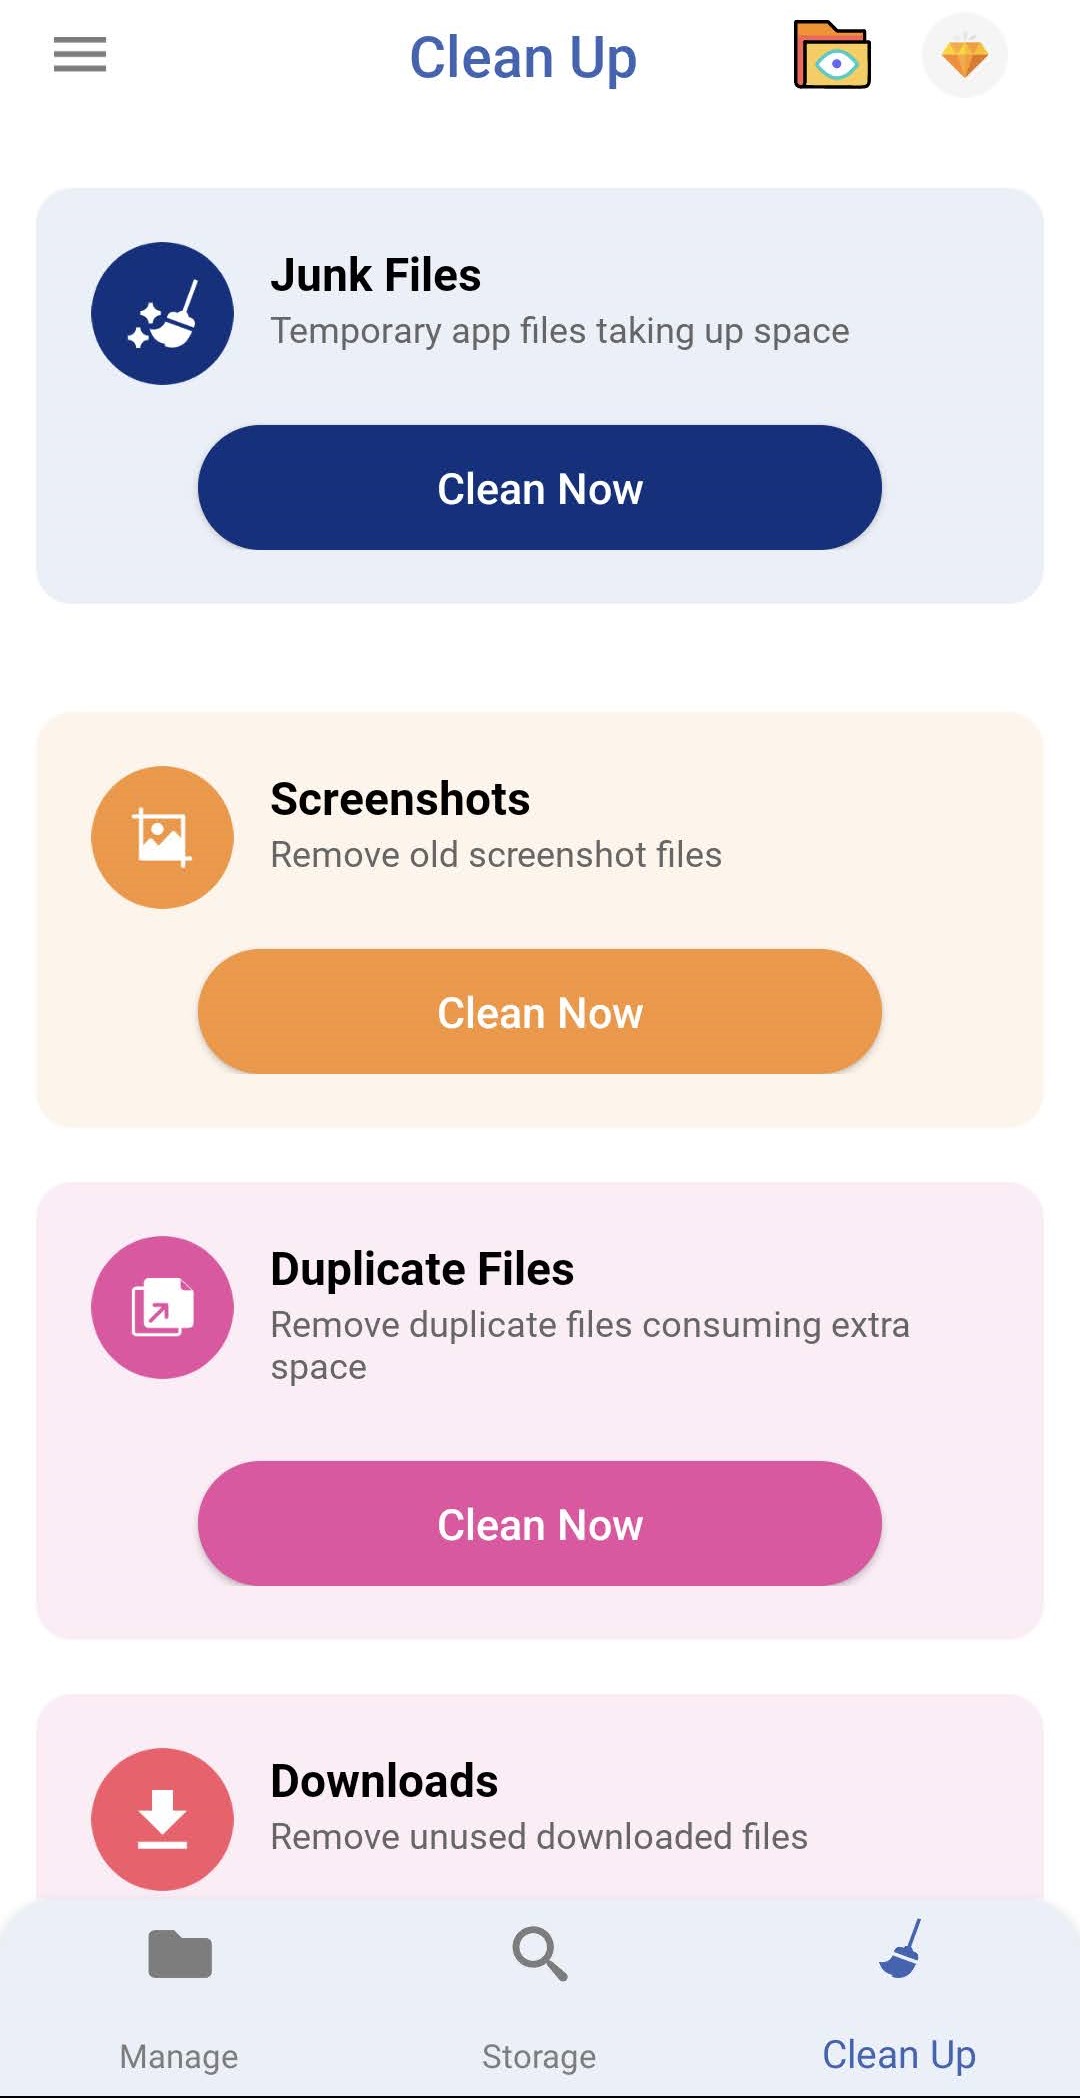 Clean Up
Junk Files
Temporary app files taking up space
Clean Now
Screenshots
Remove old screenshot files
Clean Now
Duplicate Files
Remove duplicate files consuming extra
space
Clean Now
Downloads
Remove unused downloaded files
Manage
Storage
Clean Up